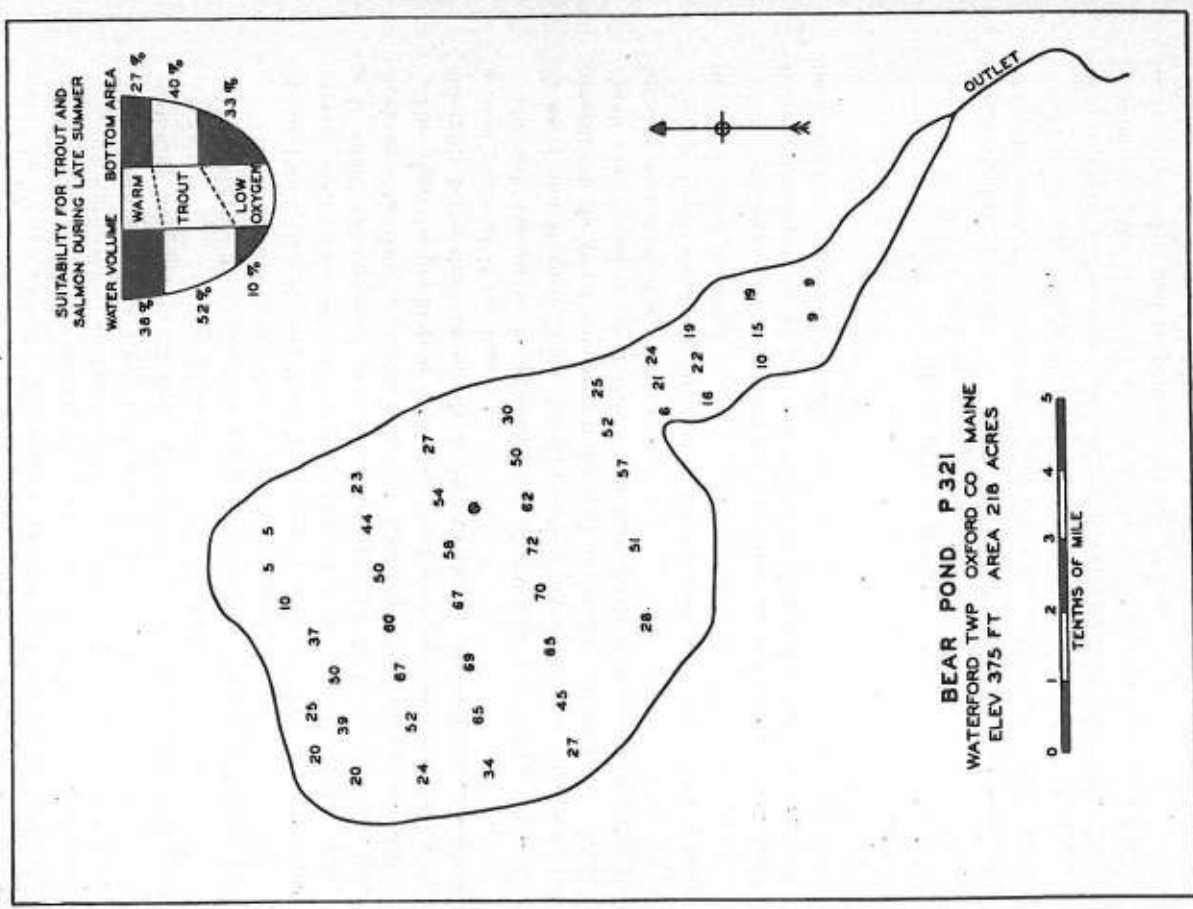 SUITABILITY FOR TROUT AND
SALMON DURING LATE SUMMER
WATER VOLUME BOTTOM AREA
38 % WARM 27 %
52 % TROUT 40 %
10 % LOW OXYGEN 33 %
10 5 5
20 25 37
20 39 50
24 52 67 60 50 44 23
34 65 69 67 58 54 27
27 45 65 70 72 62 50 30
28 51 57 52 25
6 21 24
16 22 19
10 15 19
9 9
OUTLET
BEAR POND P 321
WATERFORD TWP OXFORD CO MAINE
ELEV 375 FT AREA 218 ACRES
0 1 2 3 4 5
TENTHS OF MILE